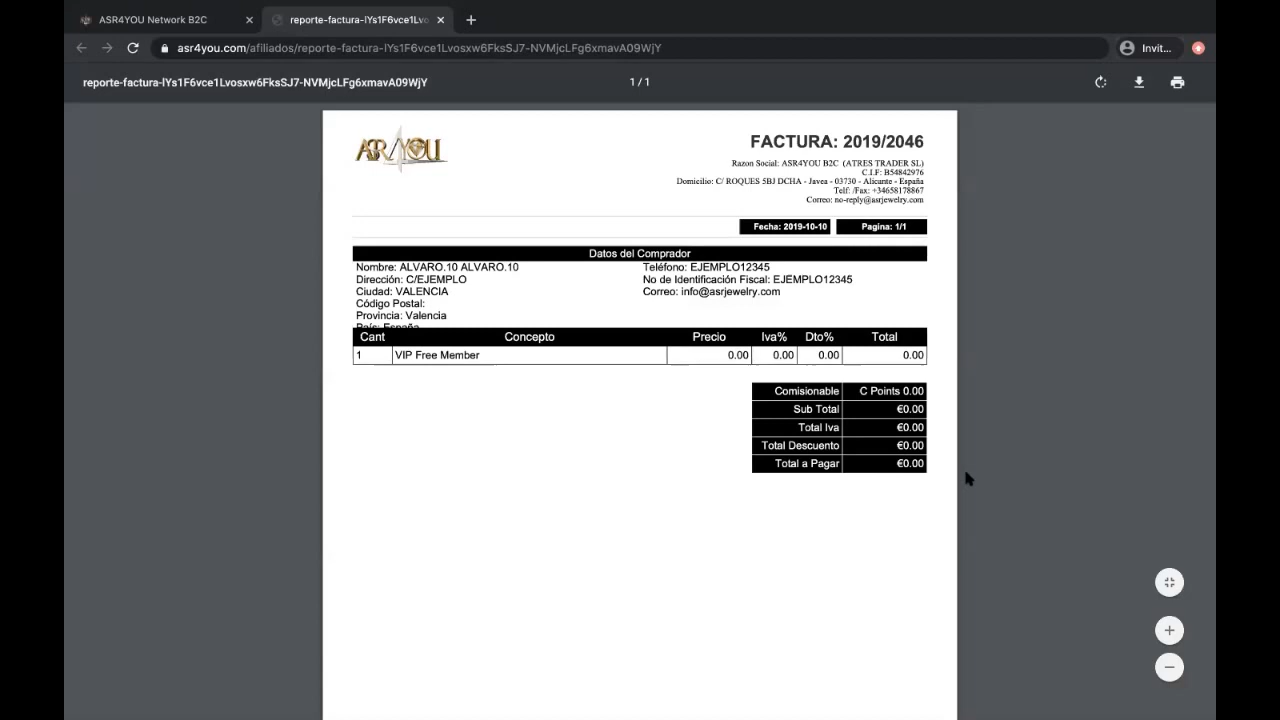 ASR4YOU Network B2C
reporte-factura-lYs1F6vce1Lvo
asr4you.com/afiliados/reporte-factura-lYs1F6vce1Lvosxw6FksSJ7-NVMjcLFg6xmavA09WjY
Invit...
reporte-factura-lYs1F6vce1Lvosxw6FksSJ7-NVMjcLFg6xmavA09WjY
1 / 1
ASR4YOU
FACTURA: 2019/2046
Razon Social: ASR4YOU B2C (ATRES TRADER SL)
C.I.F: B54842976
Domicilio: C/ ROQUES 5BJ DCHA - Javea - 03730 - Alicante - España
Telf: /Fax: +34658178867
Correo: no-reply@asrjewelry.com
Fecha: 2019-10-10 Pagina: 1/1
Datos del Comprador
Nombre: ALVARO.10 ALVARO.10 Teléfono: EJEMPLO12345
Dirección: C/EJEMPLO No de Identificación Fiscal: EJEMPLO12345
Ciudad: VALENCIA Correo: info@asrjewelry.com
Código Postal:
Provincia: Valencia
País: España
Cant Concepto Precio Iva% Dto% Total
1 VIP Free Member 0.00 0.00 0.00 0.00
Comisionable C Points 0.00
Sub Total €0.00
Total Iva €0.00
Total Descuento €0.00
Total a Pagar €0.00